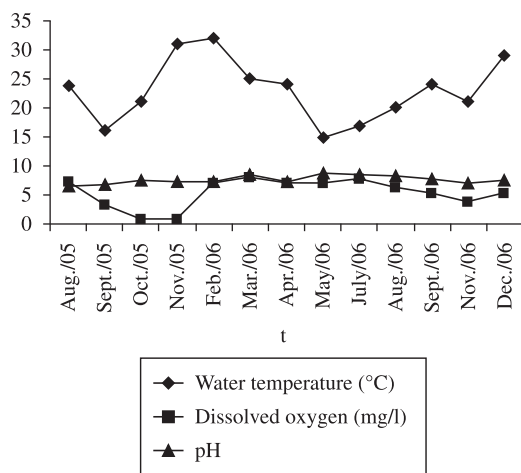 35
30
25
20
15
10
5
0
Aug./05
Sept./05
Oct./05
Nov./05
Feb./06
Mar./06
Apr./06
May/06
July/06
Aug./06
Sept./06
Nov./06
Dec./06
t
Water temperature (°C)
Dissolved oxygen (mg/l)
pH